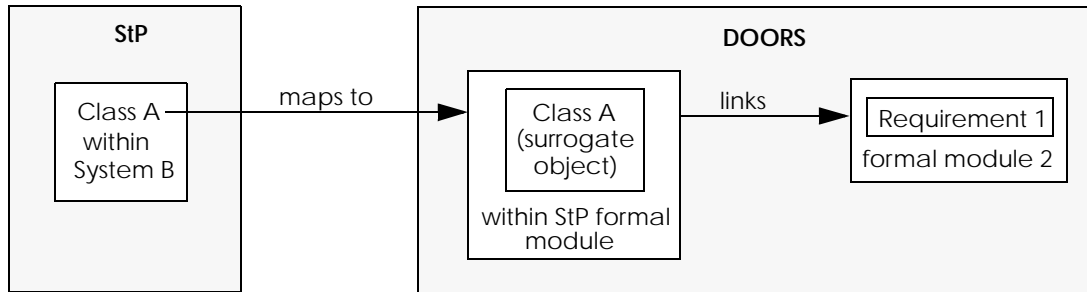 StP
DOORS
Class A
within
System B
maps to
Class A
(surrogate
object)
within StP formal
module
links
Requirement 1
formal module 2